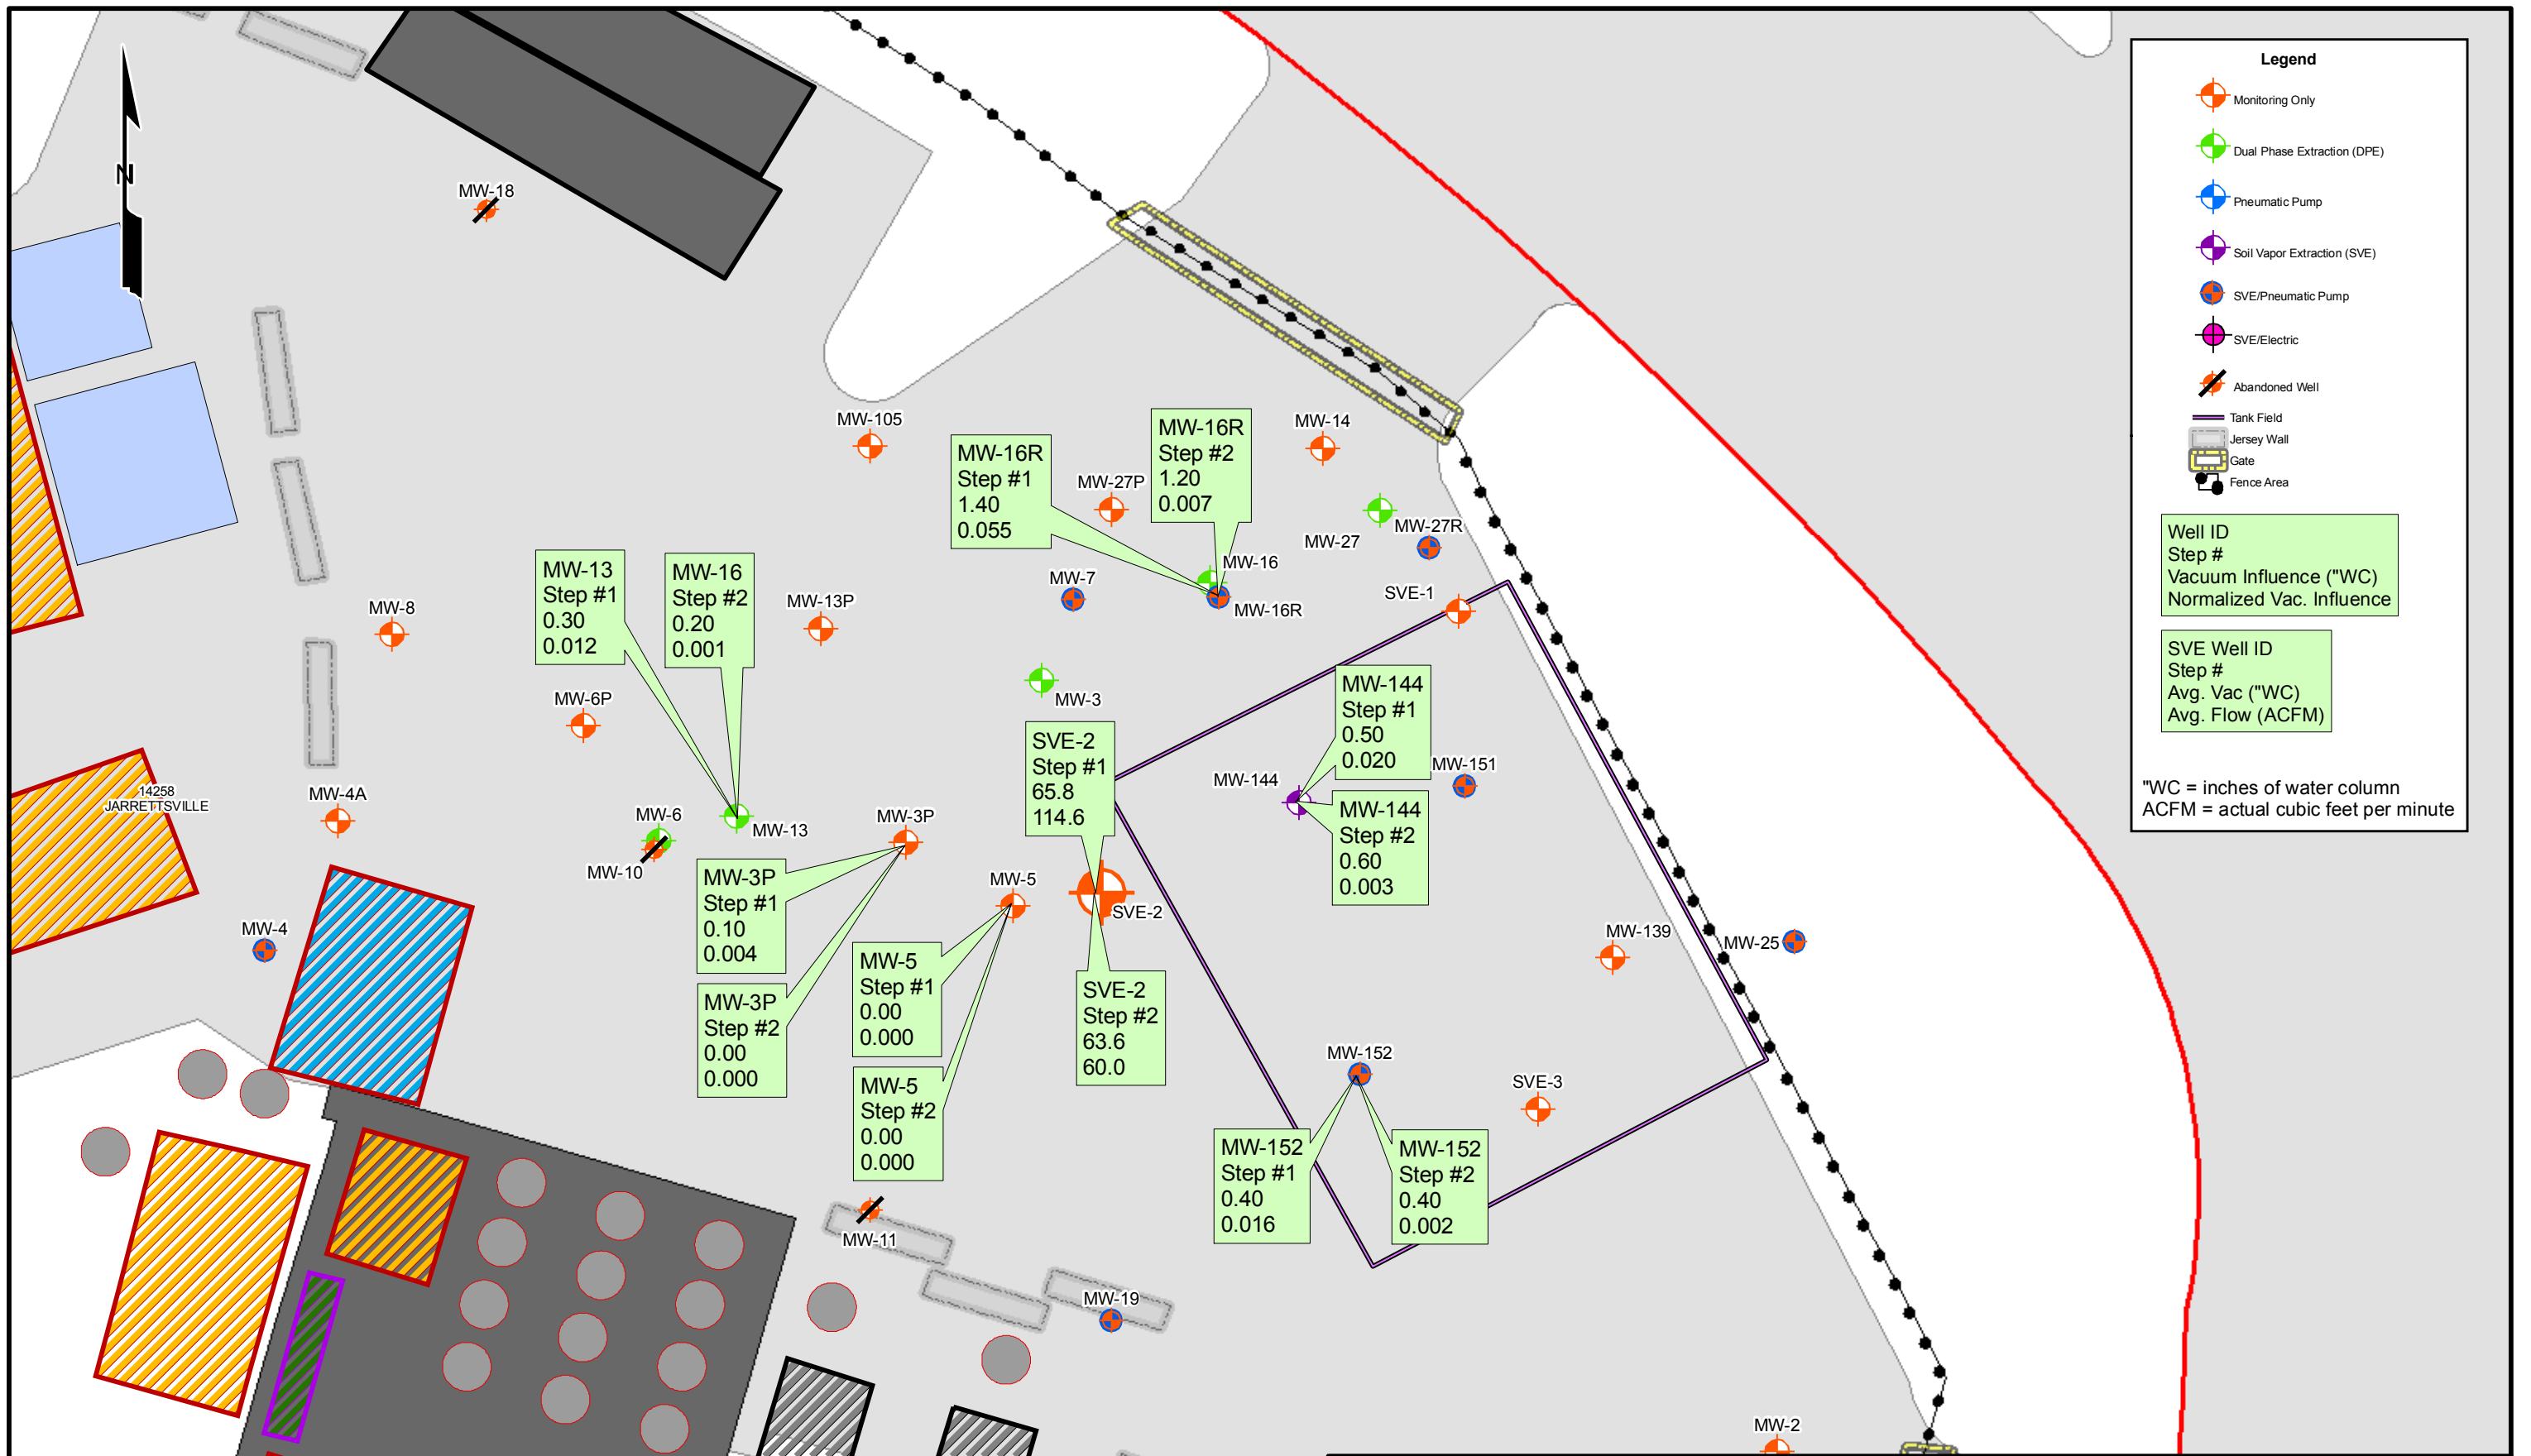 N
MW-18
MW-105
MW-16R
Step #1
1.40
0.055
MW-27P
MW-16R
Step #2
1.20
0.007
MW-14
MW-27R
MW-27
MW-16
MW-16R
MW-7
SVE-1
MW-13
Step #1
0.30
0.012
MW-16
Step #2
0.20
0.001
MW-13P
MW-8
MW-6P
MW-3
MW-144
Step #1
0.50
0.020
MW-144
MW-151
MW-144
Step #2
0.60
0.003
SVE-2
Step #1
65.8
114.6
14258
JARRETTSVILLE
MW-4A
MW-6
MW-13
MW-10
MW-3P
MW-3P
Step #1
0.10
0.004
MW-5
SVE-2
MW-4
MW-139
MW-25
MW-5
Step #1
0.00
0.000
MW-3P
Step #2
0.00
0.000
SVE-2
Step #2
63.6
60.0
MW-5
Step #2
0.00
0.000
MW-152
SVE-3
MW-152
Step #1
0.40
0.016
MW-152
Step #2
0.40
0.002
MW-11
MW-19
MW-2
Legend
Monitoring Only
Dual Phase Extraction (DPE)
Pneumatic Pump
Soil Vapor Extraction (SVE)
SVE/Pneumatic Pump
SVE/Electric
Abandoned Well
Tank Field
Jersey Wall
Gate
Fence Area
Well ID
Step #
Vacuum Influence ("WC)
Normalized Vac. Influence
SVE Well ID
Step #
Avg. Vac ("WC)
Avg. Flow (ACFM)
"WC = inches of water column
ACFM = actual cubic feet per minute